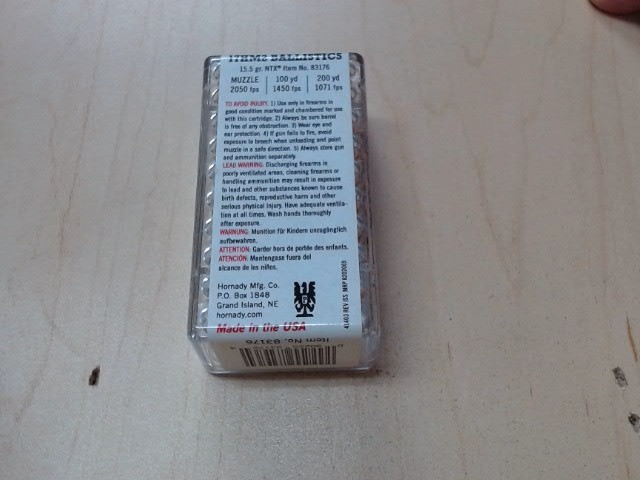 17HM2 BALLISTICS
15.5 gr. NTX® Item No. 83176
MUZZLE 100 yd 200 yd
2050 fps 1450 fps 1071 fps
TO AVOID INJURY: 1) Use only in firearms in
good condition marked and chambered for use
with this cartridge. 2) Always be sure barrel
is free of any obstruction. 3) Wear eye and
ear protection. 4) If gun fails to fire, avoid
exposure to breech when unloading and point
muzzle in a safe direction. 5) Always store gun
and ammunition separately.
LEAD WARNING: Discharging firearms in
poorly ventilated areas, cleaning firearms or
handling ammunition may result in exposure
to lead and other substances known to cause
birth defects, reproductive harm and other
serious physical injury. Have adequate ventila-
tion at all times. Wash hands thoroughly
after exposure.
WARNUNG: Munition für Kindern unzugänglich
aufbewahren.
ATTENTION: Garder hors de portée des enfants.
ATENCIÓN: Mantengase fuera del
alcance de los niños.
Hornady Mfg. Co.
P.O. Box 1848
Grand Island, NE
hornady.com
Made in the USA
Item No. 83176